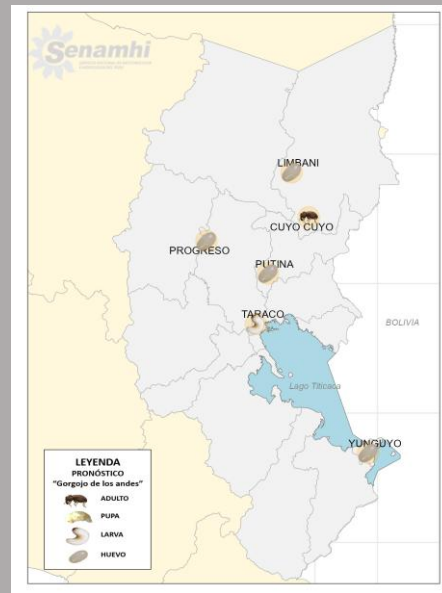 Senamhi
LIMBANI
CUYO CUYO
PROGRESO
PUTINA
TARACO
BOLIVIA
Lago Titicaca
YUNGUYO
LEYENDA
PRONÓSTICO
"Gorgojo de los andes"
ADULTO
PUPA
LARVA
HUEVO